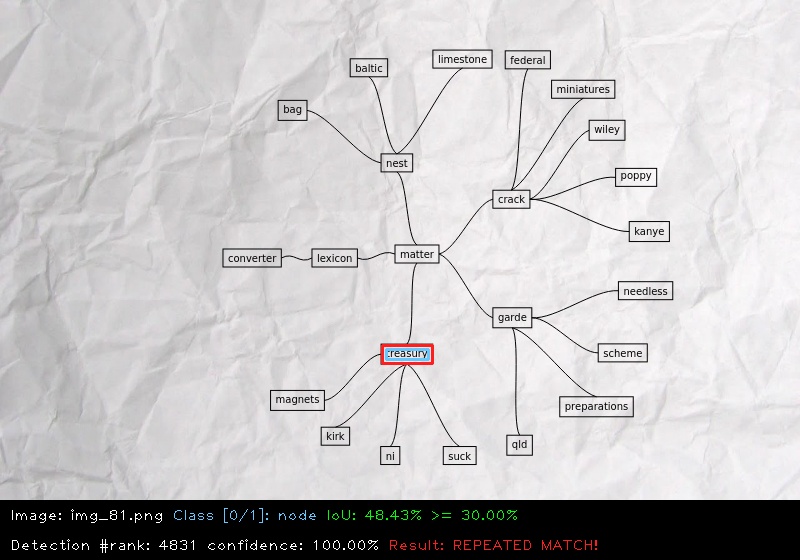 limestone
federal
baltic
miniatures
bag
wiley
nest
poppy
crack
kanye
converter
lexicon
matter
needless
garde
treasury
scheme
magnets
preparations
kirk
qld
ni
suck
Image: img_81.png Class [0/1]: node IoU: 48.43% >= 30.00%
Detection #rank: 4831 confidence: 100.00% Result: REPEATED MATCH!